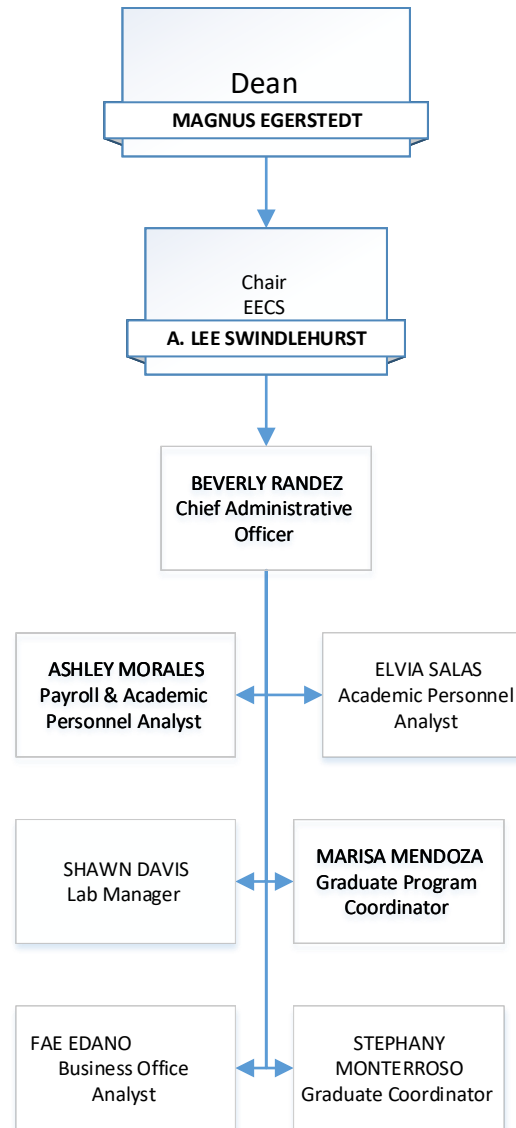 Dean
MAGNUS EGERSTEDT
Chair
EECS
A. LEE SWINDLEHURST
BEVERLY RANDEZ
Chief Administrative
Officer
ASHLEY MORALES
Payroll & Academic
Personnel Analyst
ELVIA SALAS
Academic Personnel
Analyst
SHAWN DAVIS
Lab Manager
MARISA MENDOZA
Graduate Program
Coordinator
FAE EDANO
Business Office
Analyst
STEPHANY
MONTERROSO
Graduate Coordinator